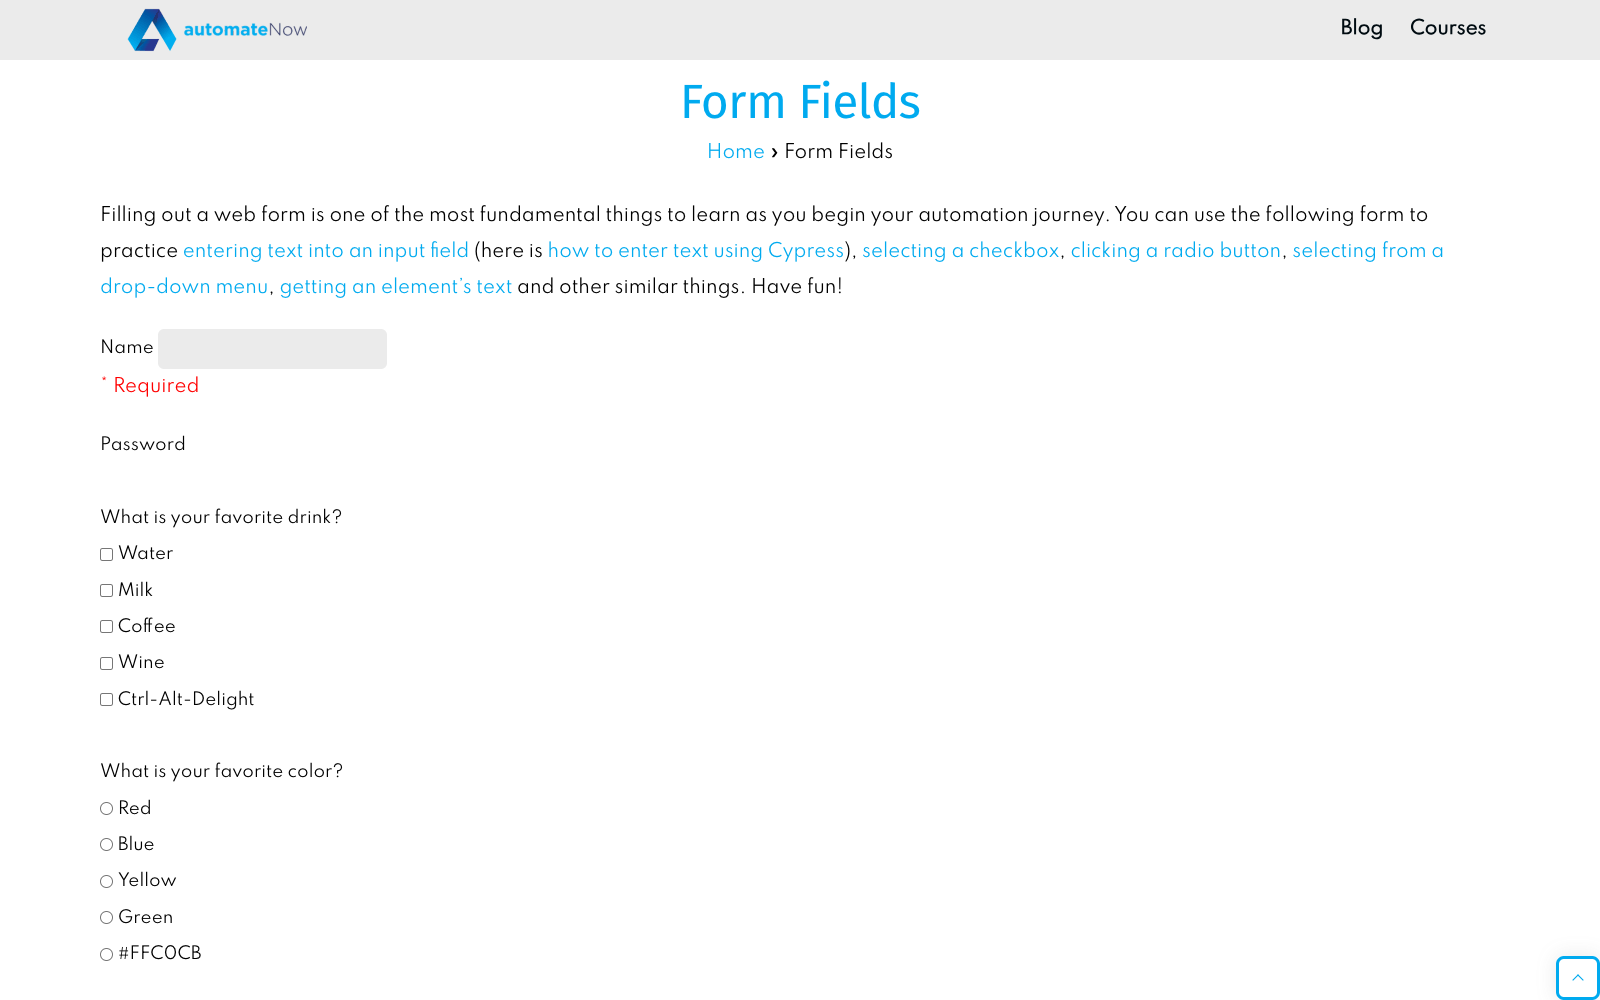 automateNow
Blog
Courses
Form Fields
Home › Form Fields
Filling out a web form is one of the most fundamental things to learn as you begin your automation journey. You can use the following form to
practice entering text into an input field (here is how to enter text using Cypress), selecting a checkbox, clicking a radio button, selecting from a
drop-down menu, getting an element's text and other similar things. Have fun!
Name
* Required
Password
What is your favorite drink?
Water
Milk
Coffee
Wine
Ctrl-Alt-Delight
What is your favorite color?
Red
Blue
Yellow
Green
#FFC0CB